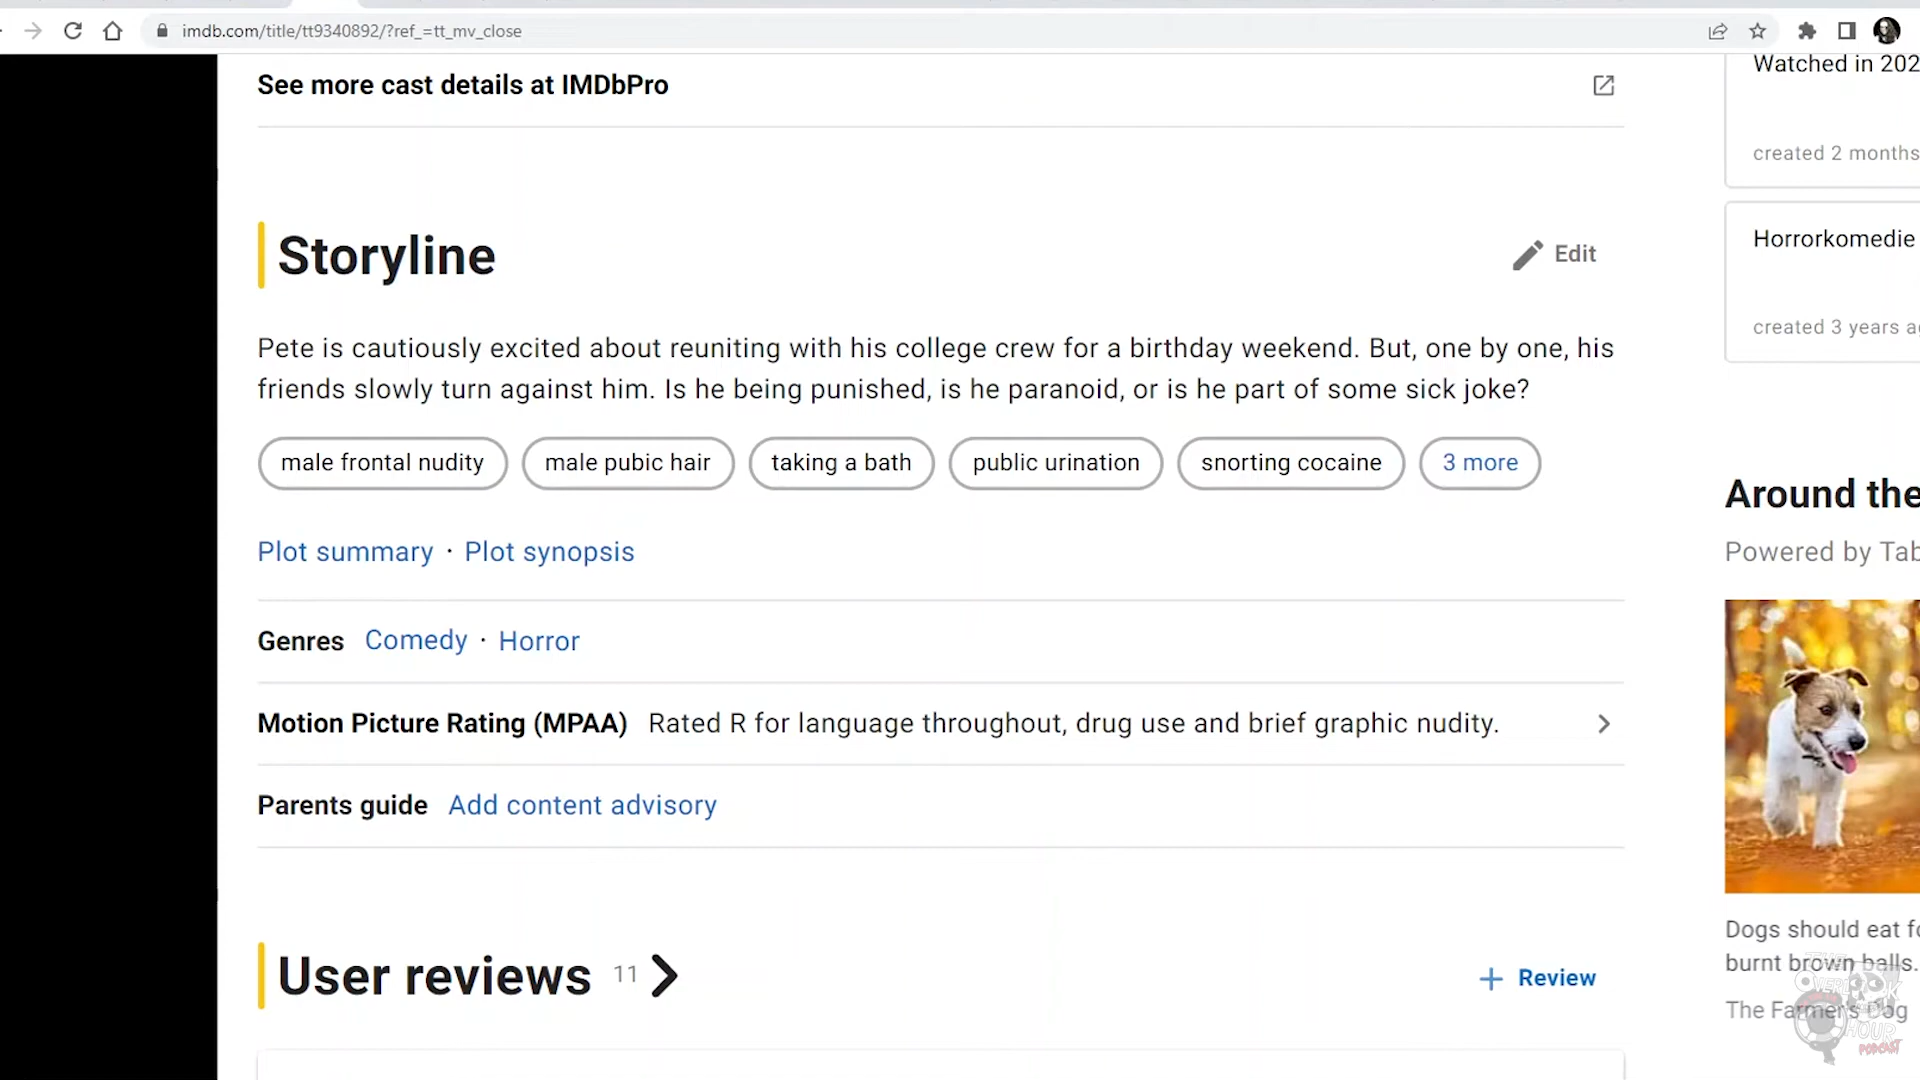 imdb.com/title/tt9340892/?ref_=tt_mv_close
See more cast details at IMDbPro
Watched in 202
created 2 months
Storyline
Edit
Horrorkomedie
created 3 years a
Pete is cautiously excited about reuniting with his college crew for a birthday weekend. But, one by one, his
friends slowly turn against him. Is he being punished, is he paranoid, or is he part of some sick joke?
male frontal nudity
male pubic hair
taking a bath
public urination
snorting cocaine
3 more
Around the
Powered by Tab
Plot summary · Plot synopsis
Genres Comedy · Horror
Motion Picture Rating (MPAA) Rated R for language throughout, drug use and brief graphic nudity.
Parents guide Add content advisory
User reviews 11
+ Review
Dogs should eat fo
burnt brown balls.
The Farmer's Dog
THE
OVERLOOK
HOUR
PODCAST